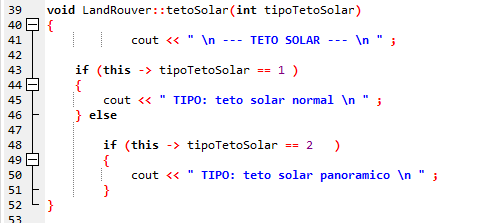 39 void LandRouver::tetoSolar(int tipoTetoSolar)
40 {
41 cout << " \n --- TETO SOLAR --- \n " ;
42
43 if (this -> tipoTetoSolar == 1 )
44 {
45 cout << " TIPO: teto solar normal \n " ;
46 } else
47
48 if (this -> tipoTetoSolar == 2 )
49 {
50 cout << " TIPO: teto solar panoramico \n " ;
51 }
52 }